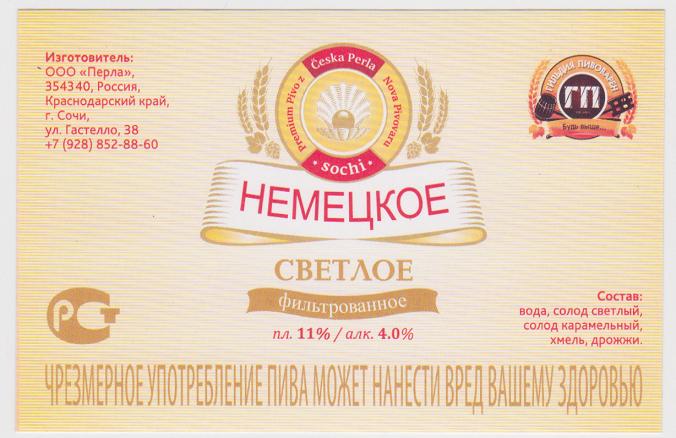 Изготовитель:
ООО «Перла»,
354340, Россия,
Краснодарский край,
г. Сочи,
ул. Гастелло, 38
+7 (928) 852-88-60
Česka Perla
Premium Pivo z
Nova Pivovaru
• sochi •
ГИЛЬДИЯ ПИВОВАРЕН
ГП
Будь выше...
НЕМЕЦКОЕ
СВЕТЛОЕ
фильтрованное
пл. 11% / алк. 4.0%
РСТ
Состав:
вода, солод светлый,
солод карамельный,
хмель, дрожжи.
ЧРЕЗМЕРНОЕ УПОТРЕБЛЕНИЕ ПИВА МОЖЕТ НАНЕСТИ ВРЕД ВАШЕМУ ЗДОРОВЬЮ